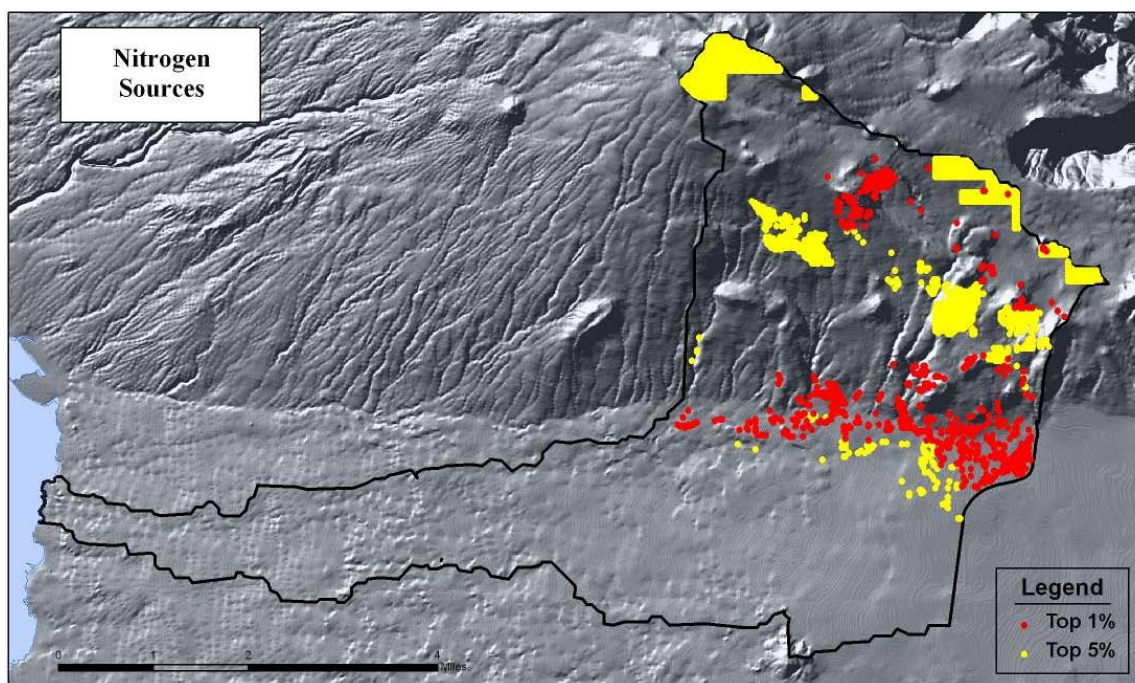 Nitrogen
Sources
Legend
Top 1%
Top 5%
0 1 2 4
Miles